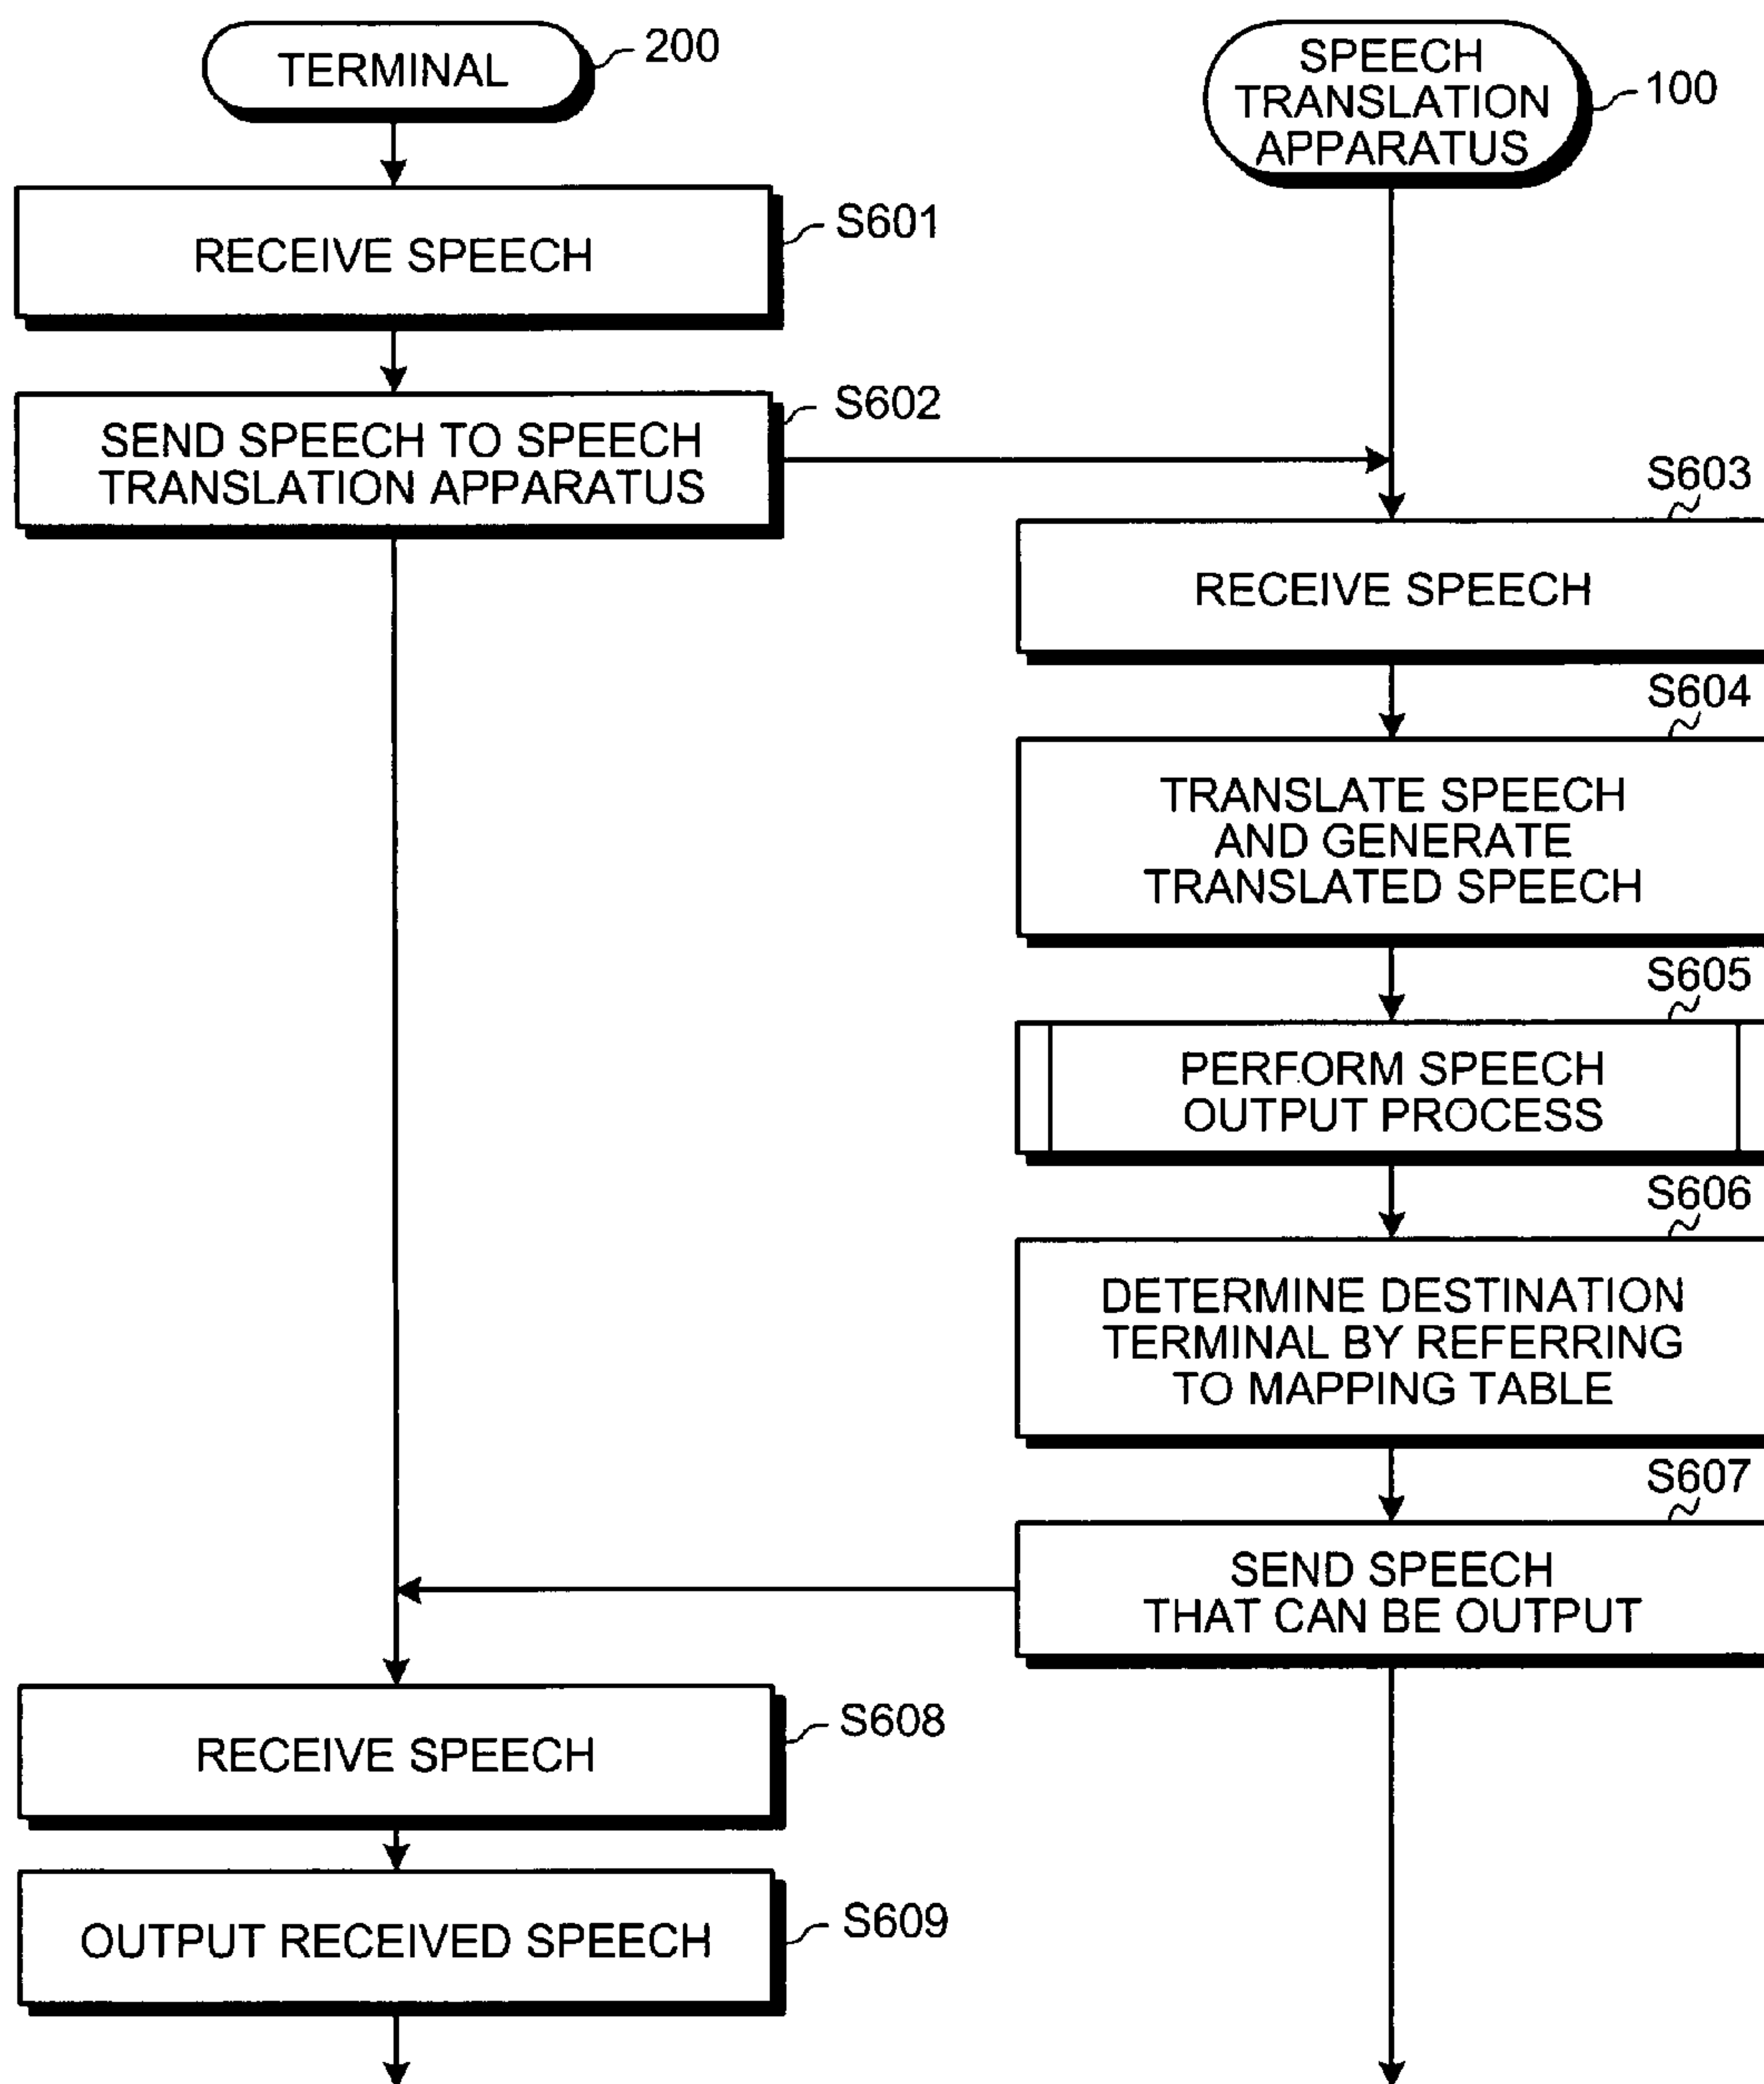 TERMINAL
200
SPEECH
TRANSLATION
APPARATUS
100
RECEIVE SPEECH
S601
SEND SPEECH TO SPEECH
TRANSLATION APPARATUS
S602
S603
RECEIVE SPEECH
S604
TRANSLATE SPEECH
AND GENERATE
TRANSLATED SPEECH
S605
PERFORM SPEECH
OUTPUT PROCESS
S606
DETERMINE DESTINATION
TERMINAL BY REFERRING
TO MAPPING TABLE
S607
SEND SPEECH
THAT CAN BE OUTPUT
RECEIVE SPEECH
S608
OUTPUT RECEIVED SPEECH
S609